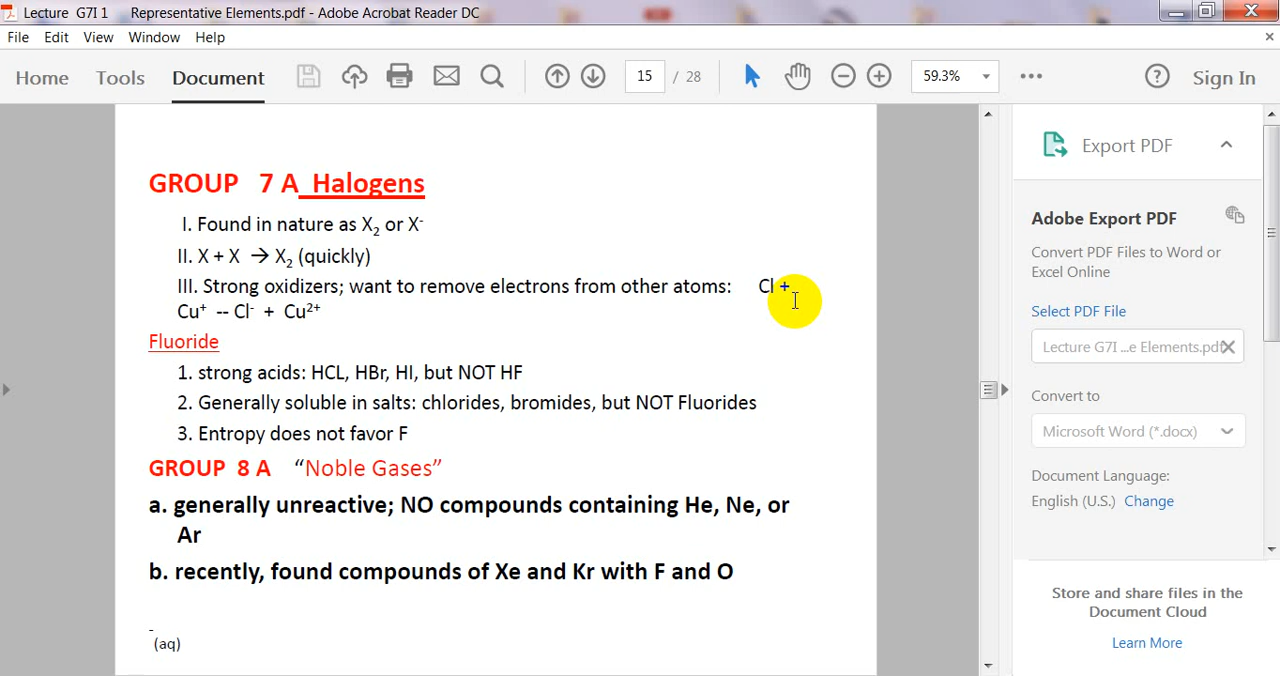 Lecture G7I 1 Representative Elements.pdf - Adobe Acrobat Reader DC
File Edit View Window Help
Home Tools Document 15 / 28 59.3% Sign In
GROUP 7 A Halogens
I. Found in nature as X₂ or X⁻
II. X + X → X₂ (quickly)
III. Strong oxidizers; want to remove electrons from other atoms: Cl +
Cu⁺ -- Cl⁻ + Cu²⁺
Fluoride
1. strong acids: HCL, HBr, HI, but NOT HF
2. Generally soluble in salts: chlorides, bromides, but NOT Fluorides
3. Entropy does not favor F
GROUP 8 A “Noble Gases”
a. generally unreactive; NO compounds containing He, Ne, or
Ar
b. recently, found compounds of Xe and Kr with F and O
-
(aq)
Export PDF
Adobe Export PDF
Convert PDF Files to Word or
Excel Online
Select PDF File
Lecture G7I ...e Elements.pdf
Convert to
Microsoft Word (*.docx)
Document Language:
English (U.S.) Change
Store and share files in the
Document Cloud
Learn More